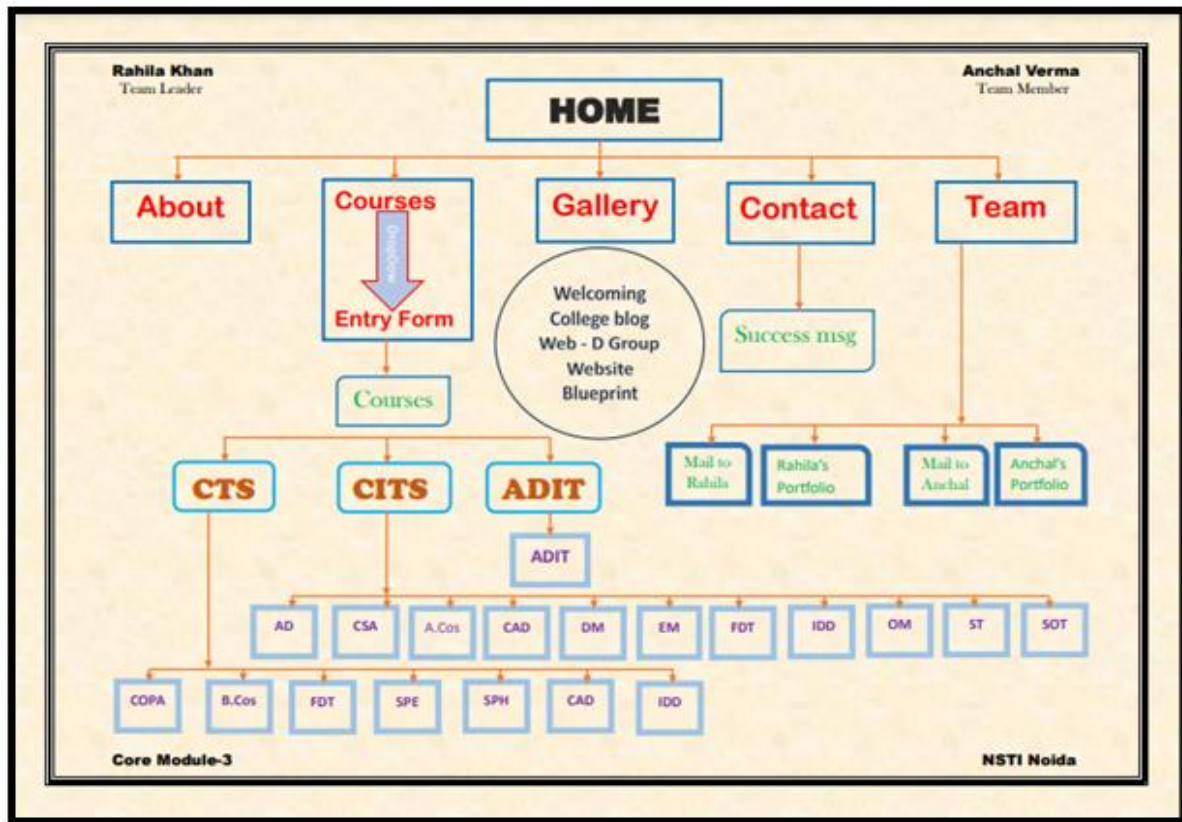 Rahila Khan
Team Leader
Anchal Verma
Team Member
HOME
About
Courses
Entry Form
Gallery
Contact
Team
Welcoming
College blog
Web - D Group
Website
Blueprint
Success msg
Courses
Mail to
Rahila
Rahila's
Portfolio
Mail to
Anchal
Anchal's
Portfolio
CTS
CITS
ADIT
ADIT
AD
CSA
A.Cos
CAD
DM
EM
FDT
IDD
OM
ST
SOT
COPA
B.Cos
FDT
SPE
SPH
CAD
IDD
Core Module-3
NSTI Noida